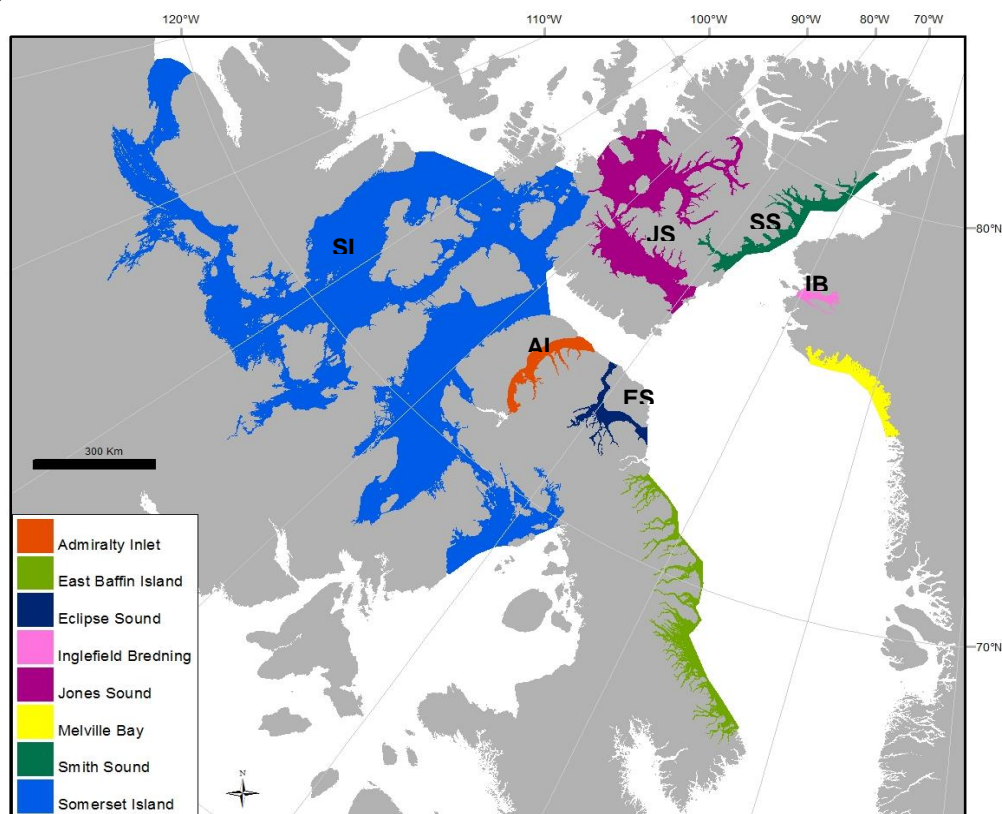 120°W 110°W 100°W 90°W 80°W 70°W
80°N
SS
JS
SI
IB
AI
ES
300 Km
70°N
Admiralty Inlet
East Baffin Island
Eclipse Sound
Inglefield Bredning
Jones Sound
Melville Bay
Smith Sound
Somerset Island
N